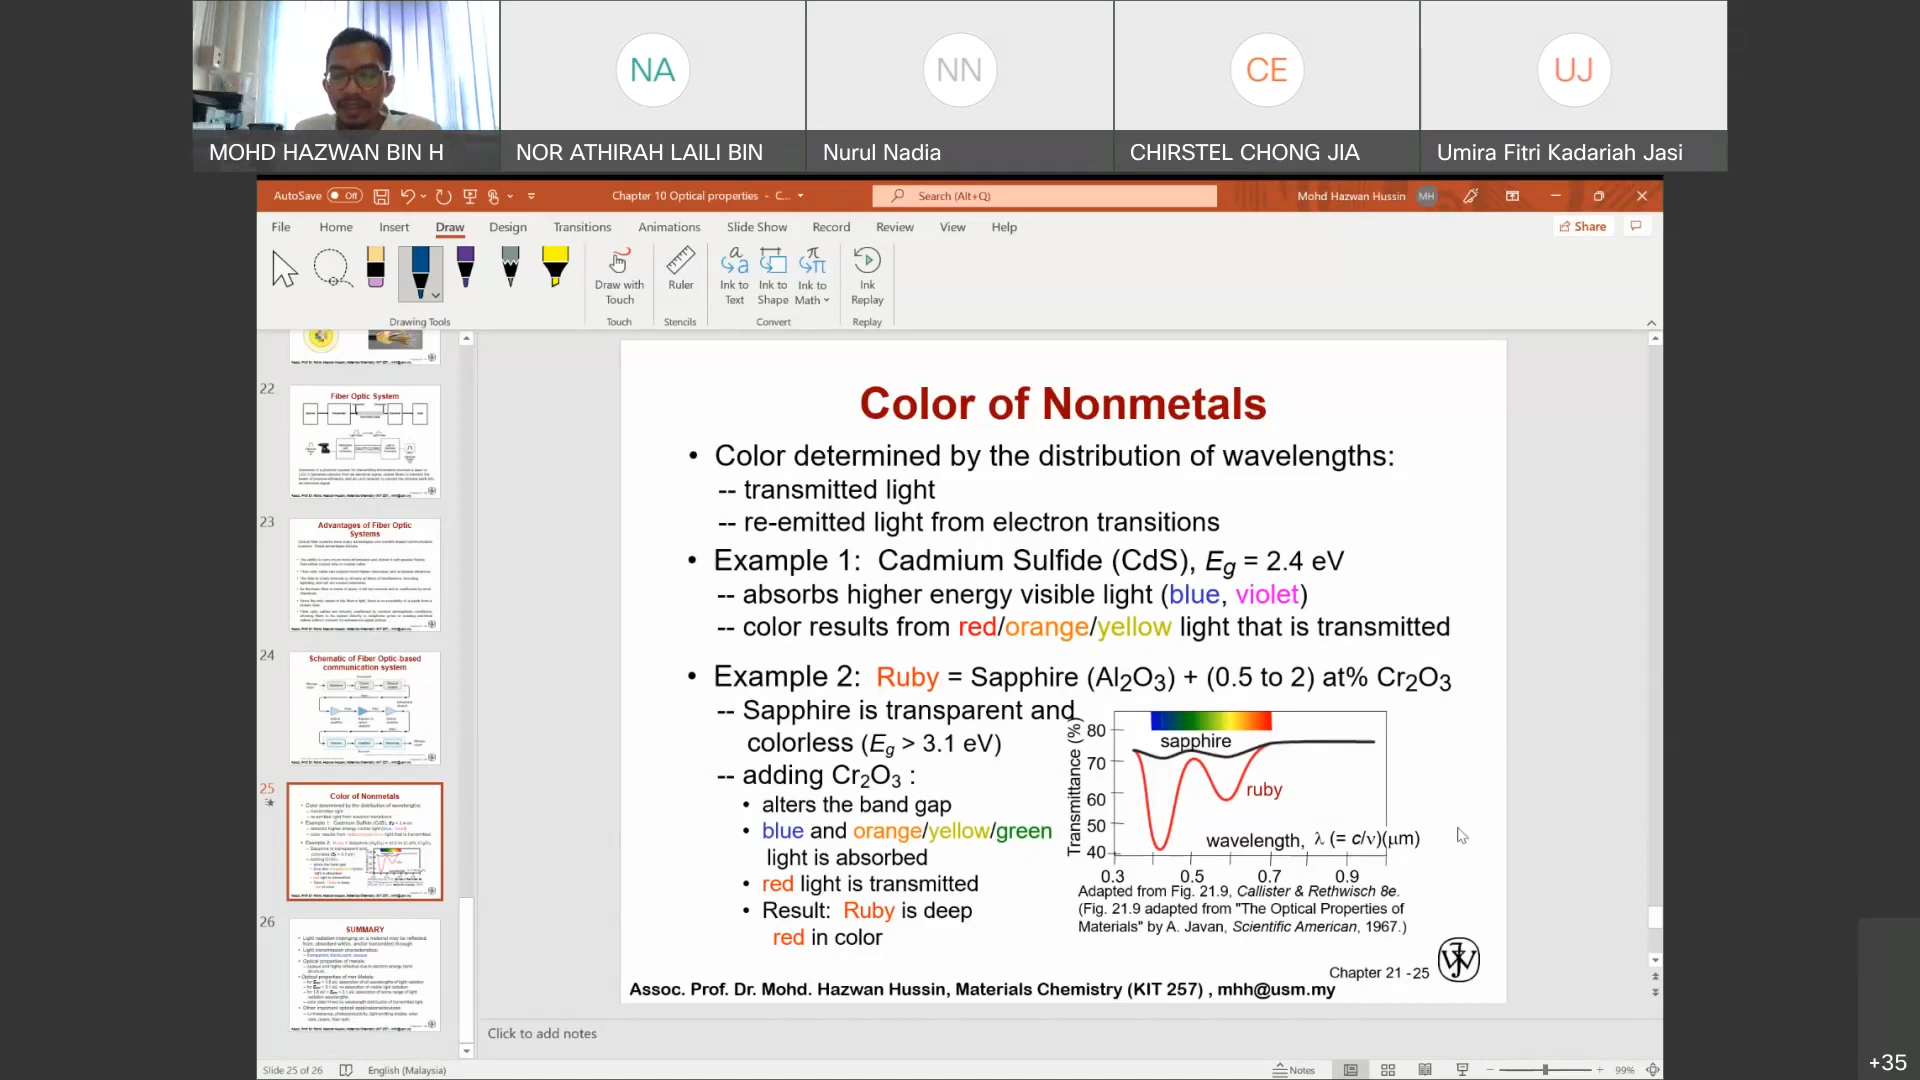 NA
NN
CE
UJ
MOHD HAZWAN BIN H
NOR ATHIRAH LAILI BIN
Nurul Nadia
CHIRSTEL CHONG JIA
Umira Fitri Kadariah Jasi
AutoSave Off
Chapter 10 Optical properties - C...
Search (Alt+Q)
Mohd Hazwan Hussin MH
File Home Insert Draw Design Transitions Animations Slide Show Record Review View Help
Share
Draw with Touch
Ruler
Ink to Text
Ink to Shape
Ink to Math
Ink Replay
Drawing Tools
Touch
Stencils
Convert
Replay
22
Fiber Optic System
23
Advantages of Fiber Optic
Systems
24
Schematic of Fiber Optic-based
communication system
25
Color of Nonmetals
26
SUMMARY
Color of Nonmetals
• Color determined by the distribution of wavelengths:
-- transmitted light
-- re-emitted light from electron transitions
• Example 1: Cadmium Sulfide (CdS), Eg = 2.4 eV
-- absorbs higher energy visible light (blue, violet)
-- color results from red/orange/yellow light that is transmitted
• Example 2: Ruby = Sapphire (Al2O3) + (0.5 to 2) at% Cr2O3
-- Sapphire is transparent and
colorless (Eg > 3.1 eV)
-- adding Cr2O3 :
• alters the band gap
• blue and orange/yellow/green
light is absorbed
• red light is transmitted
• Result: Ruby is deep
red in color
Transmittance (%)
80
70
60
50
40
sapphire
ruby
wavelength, λ (= c/ν)(μm)
0.3 0.5 0.7 0.9
Adapted from Fig. 21.9, Callister & Rethwisch 8e.
(Fig. 21.9 adapted from "The Optical Properties of
Materials" by A. Javan, Scientific American, 1967.)
Chapter 21 - 25
Assoc. Prof. Dr. Mohd. Hazwan Hussin, Materials Chemistry (KIT 257) , mhh@usm.my
Click to add notes
Slide 25 of 26
English (Malaysia)
Notes
99%
+35